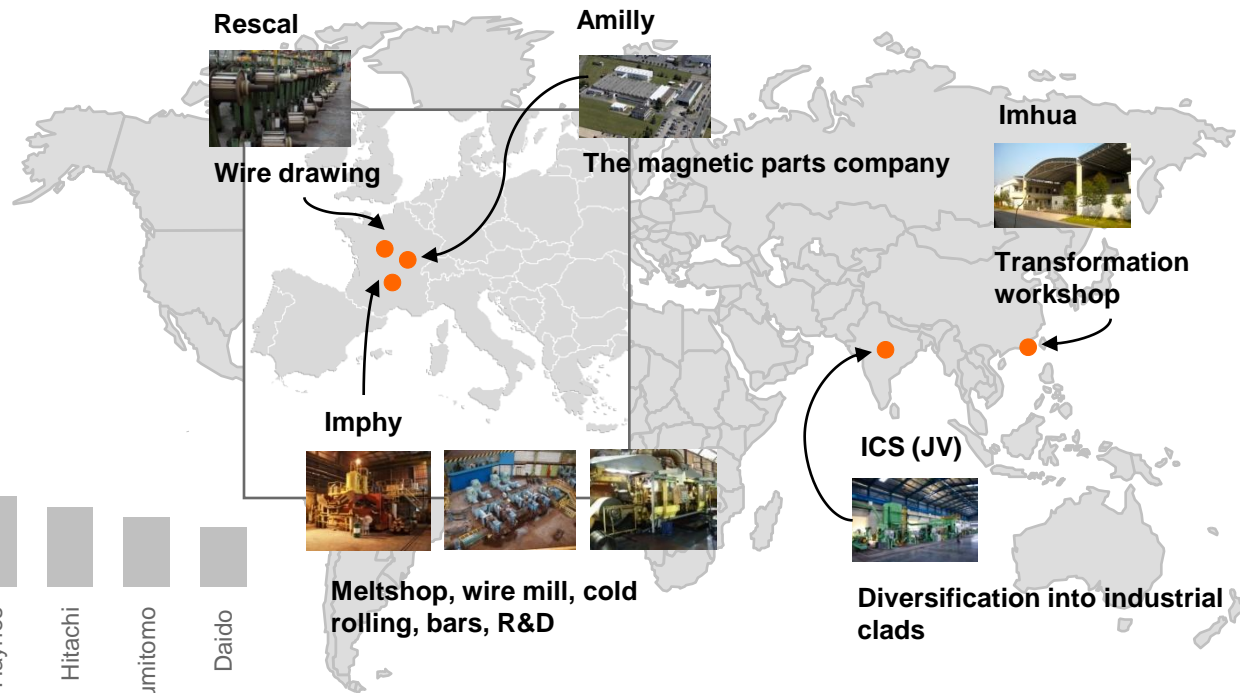 Rescal
Amilly
Imhua
Wire drawing
The magnetic parts company
Transformation
workshop
Imphy
ICS (JV)
Meltshop, wire mill, cold
rolling, bars, R&D
Diversification into industrial
clads
Hitachi
Daido